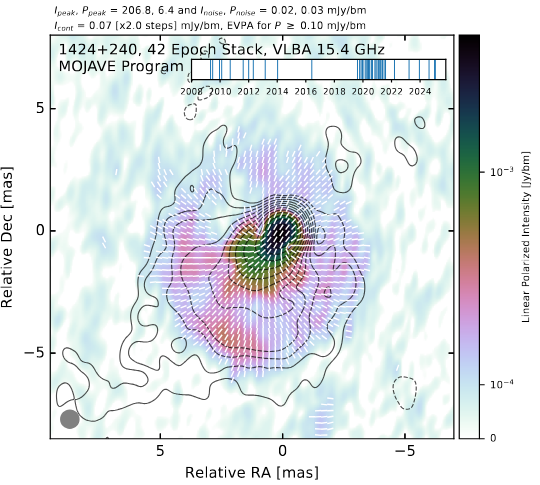 I_peak, P_peak = 206.8, 6.4 and I_noise, P_noise = 0.02, 0.03 mJy/bm
I_cont = 0.07 [x2.0 steps] mJy/bm, EVPA for P ≥ 0.10 mJy/bm
1424+240, 42 Epoch Stack, VLBA 15.4 GHz
MOJAVE Program
2008 2010 2012 2014 2016 2018 2020 2022 2024
5
0
−5
Relative Dec [mas]
5 0 −5
Relative RA [mas]
10⁻³
10⁻⁴
0
Linear Polarized Intensity [Jy/bm]